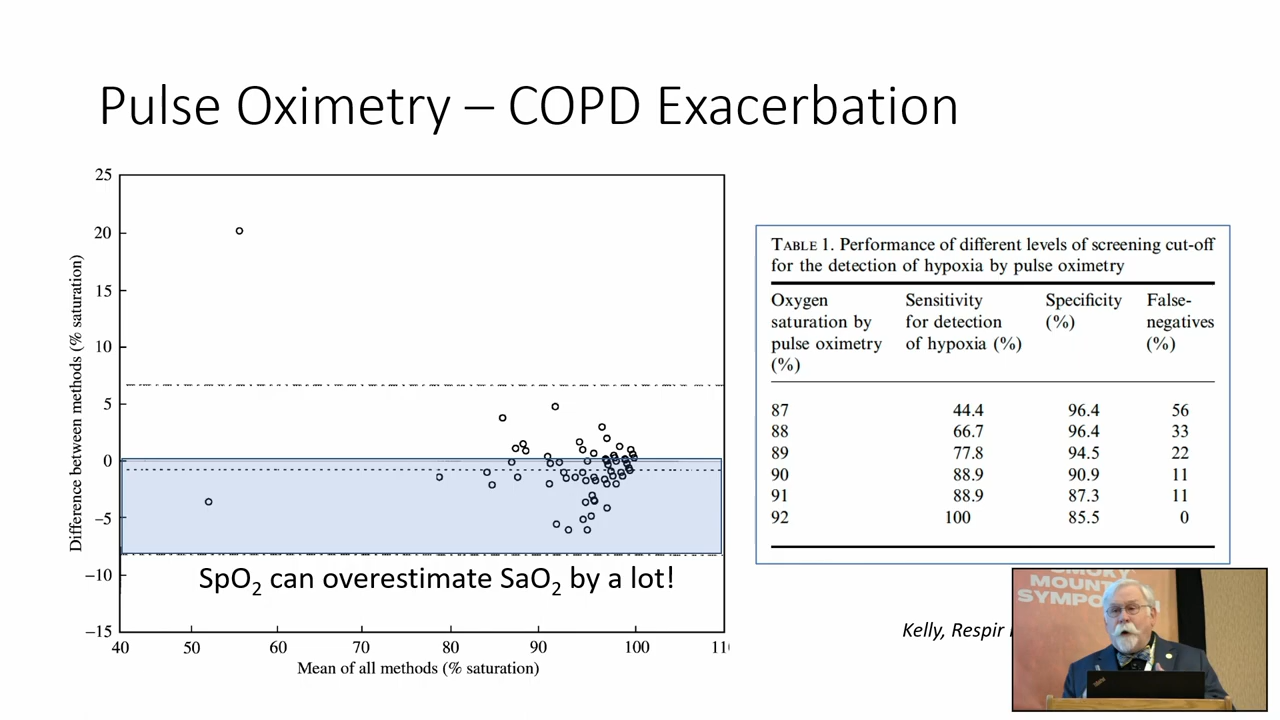 Pulse Oximetry – COPD Exacerbation
25
20
15
10
5
0
−5
−10
−15
Difference between methods (% saturation)
SpO₂ can overestimate SaO₂ by a lot!
40 50 60 70 80 90 100
Mean of all methods (% saturation)
TABLE 1. Performance of different levels of screening cut-off
for the detection of hypoxia by pulse oximetry
Oxygen saturation by pulse oximetry (%) Sensitivity for detection of hypoxia (%) Specificity (%) False-negatives (%)
87 44.4 96.4 56
88 66.7 96.4 33
89 77.8 94.5 22
90 88.9 90.9 11
91 88.9 87.3 11
92 100 85.5 0
Kelly, Respir
MOUNT
SYMPO